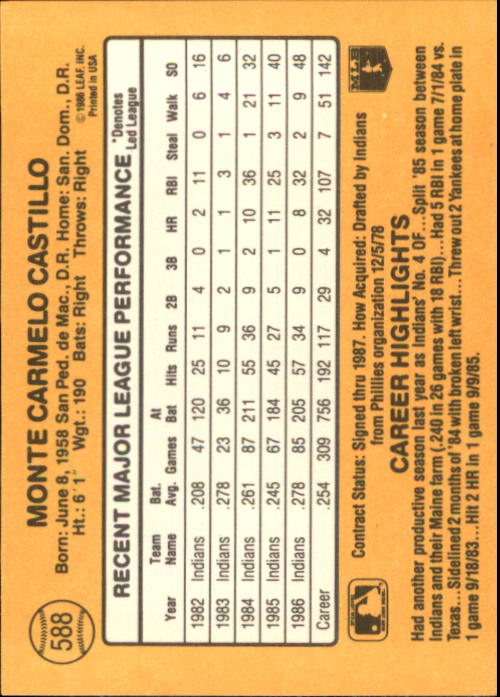 588
MONTE CARMELO CASTILLO
Born: June 8, 1958 San Ped. de Mac., D.R. Home: San. Dom., D.R.
Ht.: 6' 1" Wgt.: 190 Bats: Right Throws: Right
©1986 LEAF, INC.
Printed in USA
RECENT MAJOR LEAGUE PERFORMANCE *Denotes Led League
Year Team Name Bat. Avg. Games At Bat Hits Runs 2B 3B HR RBI Steal Walk SO
1982 Indians .208 47 120 25 11 4 0 2 11 0 6 16
1983 Indians .278 23 36 10 9 2 1 1 3 1 4 6
1984 Indians .261 87 211 55 36 9 2 10 36 1 21 32
1985 Indians .245 67 184 45 27 5 1 11 25 3 11 40
1986 Indians .278 85 205 57 34 9 0 8 32 2 9 48
Career .254 309 756 192 117 29 4 32 107 7 51 142
Contract Status: Signed thru 1987. How Acquired: Drafted by Indians
from Phillies organization 12/5/78
MLB
CAREER HIGHLIGHTS
Had another productive season last year as Indians' No. 4 OF...Split '85 season between
Indians and their Maine farm (.240 in 26 games with 18 RBI)...Had 5 RBI in 1 game 7/1/84 vs.
Texas...Sidelined 2 months of '84 with broken left wrist...Threw out 2 Yankees at home plate in
1 game 9/18/83...Hit 2 HR in 1 game 9/9/85.